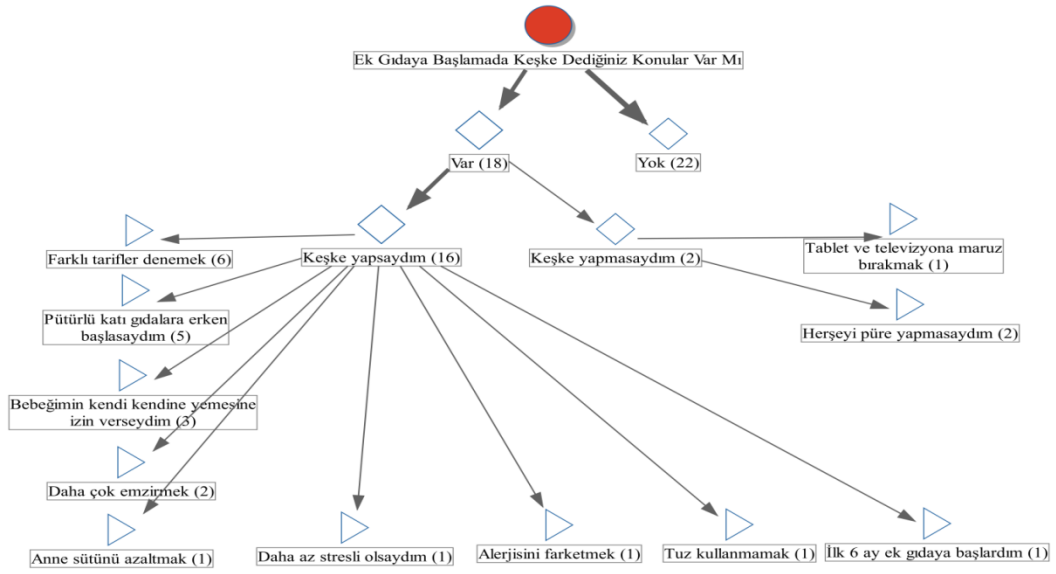 Ek Gıdaya Başlamada Keşke Dediğiniz Konular Var Mı
Var (18)
Yok (22)
Farklı tarifler denemek (6)
Keşke yapsaydım (16)
Keşke yapmasaydım (2)
Tablet ve televizyona maruz
bırakmak (1)
Pütürlü katı gıdalara erken
başlasaydım (5)
Herşeyi püre yapmasaydım (2)
Bebeğimin kendi kendine yemesine
izin verseydim (3)
Daha çok emzirmek (2)
Anne sütünü azaltmak (1)
Daha az stresli olsaydım (1)
Alerjisini farketmek (1)
Tuz kullanmamak (1)
İlk 6 ay ek gıdaya başlardım (1)